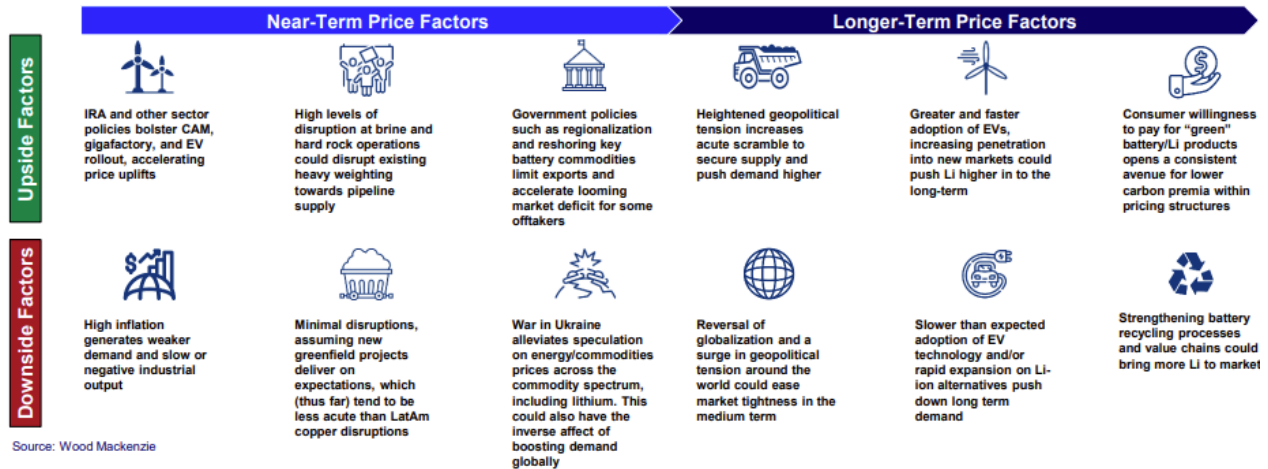 Near-Term Price Factors
Longer-Term Price Factors
Upside Factors
IRA and other sector
policies bolster CAM,
gigafactory, and EV
rollout, accelerating
price uplifts
High levels of
disruption at brine and
hard rock operations
could disrupt existing
heavy weighting
towards pipeline
supply
Government policies
such as regionalization
and reshoring key
battery commodities
limit exports and
accelerate looming
market deficit for some
offtakers
Heightened geopolitical
tension increases
acute scramble to
secure supply and
push demand higher
Greater and faster
adoption of EVs,
increasing penetration
into new markets could
push Li higher in to the
long-term
Consumer willingness
to pay for “green”
battery/Li products
opens a consistent
avenue for lower
carbon premia within
pricing structures
Downside Factors
High inflation
generates weaker
demand and slow or
negative industrial
output
Minimal disruptions,
assuming new
greenfield projects
deliver on
expectations, which
(thus far) tend to be
less acute than LatAm
copper disruptions
War in Ukraine
alleviates speculation
on energy/commodities
prices across the
commodity spectrum,
including lithium. This
could also have the
inverse affect of
boosting demand
globally
Reversal of
globalization and a
surge in geopolitical
tension around the
world could ease
market tightness in the
medium term
Slower than expected
adoption of EV
technology and/or
rapid expansion on Li-
ion alternatives push
down long term
demand
Strengthening battery
recycling processes
and value chains could
bring more Li to market
Source: Wood Mackenzie